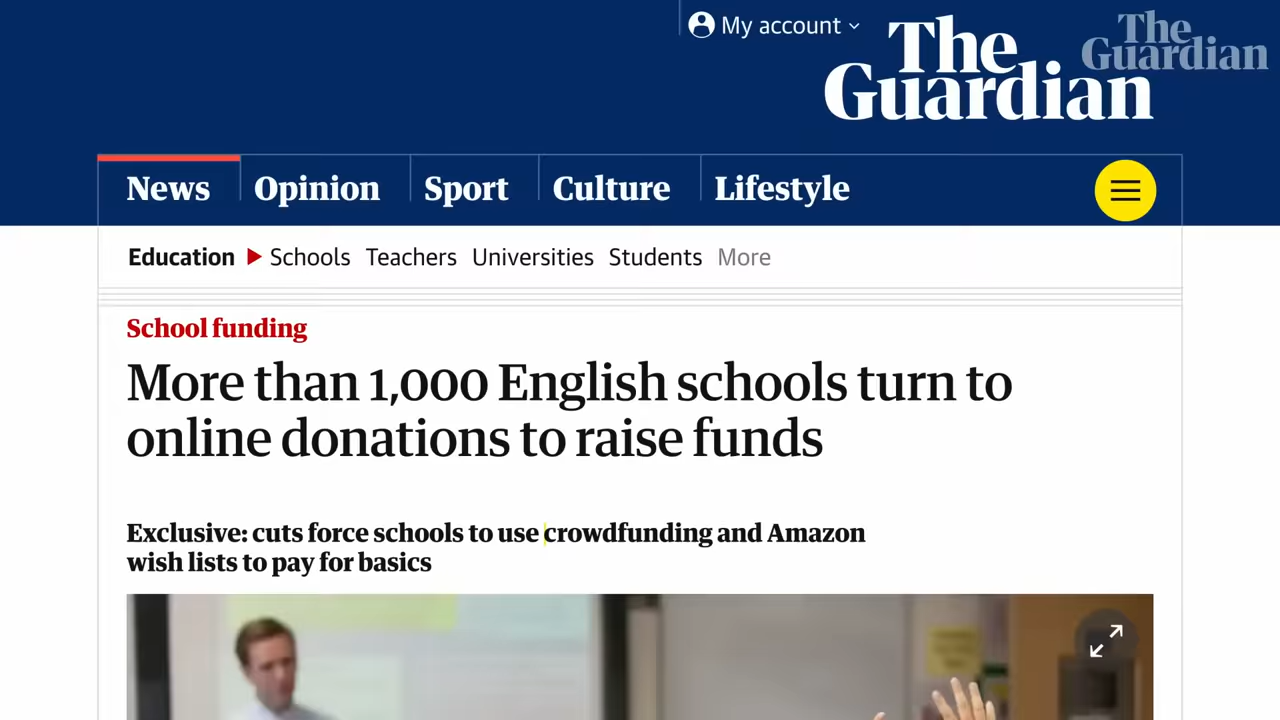 My account
The
Guardian
The
Guardian
News Opinion Sport Culture Lifestyle
Education Schools Teachers Universities Students More
School funding
More than 1,000 English schools turn to
online donations to raise funds
Exclusive: cuts force schools to use crowdfunding and Amazon
wish lists to pay for basics